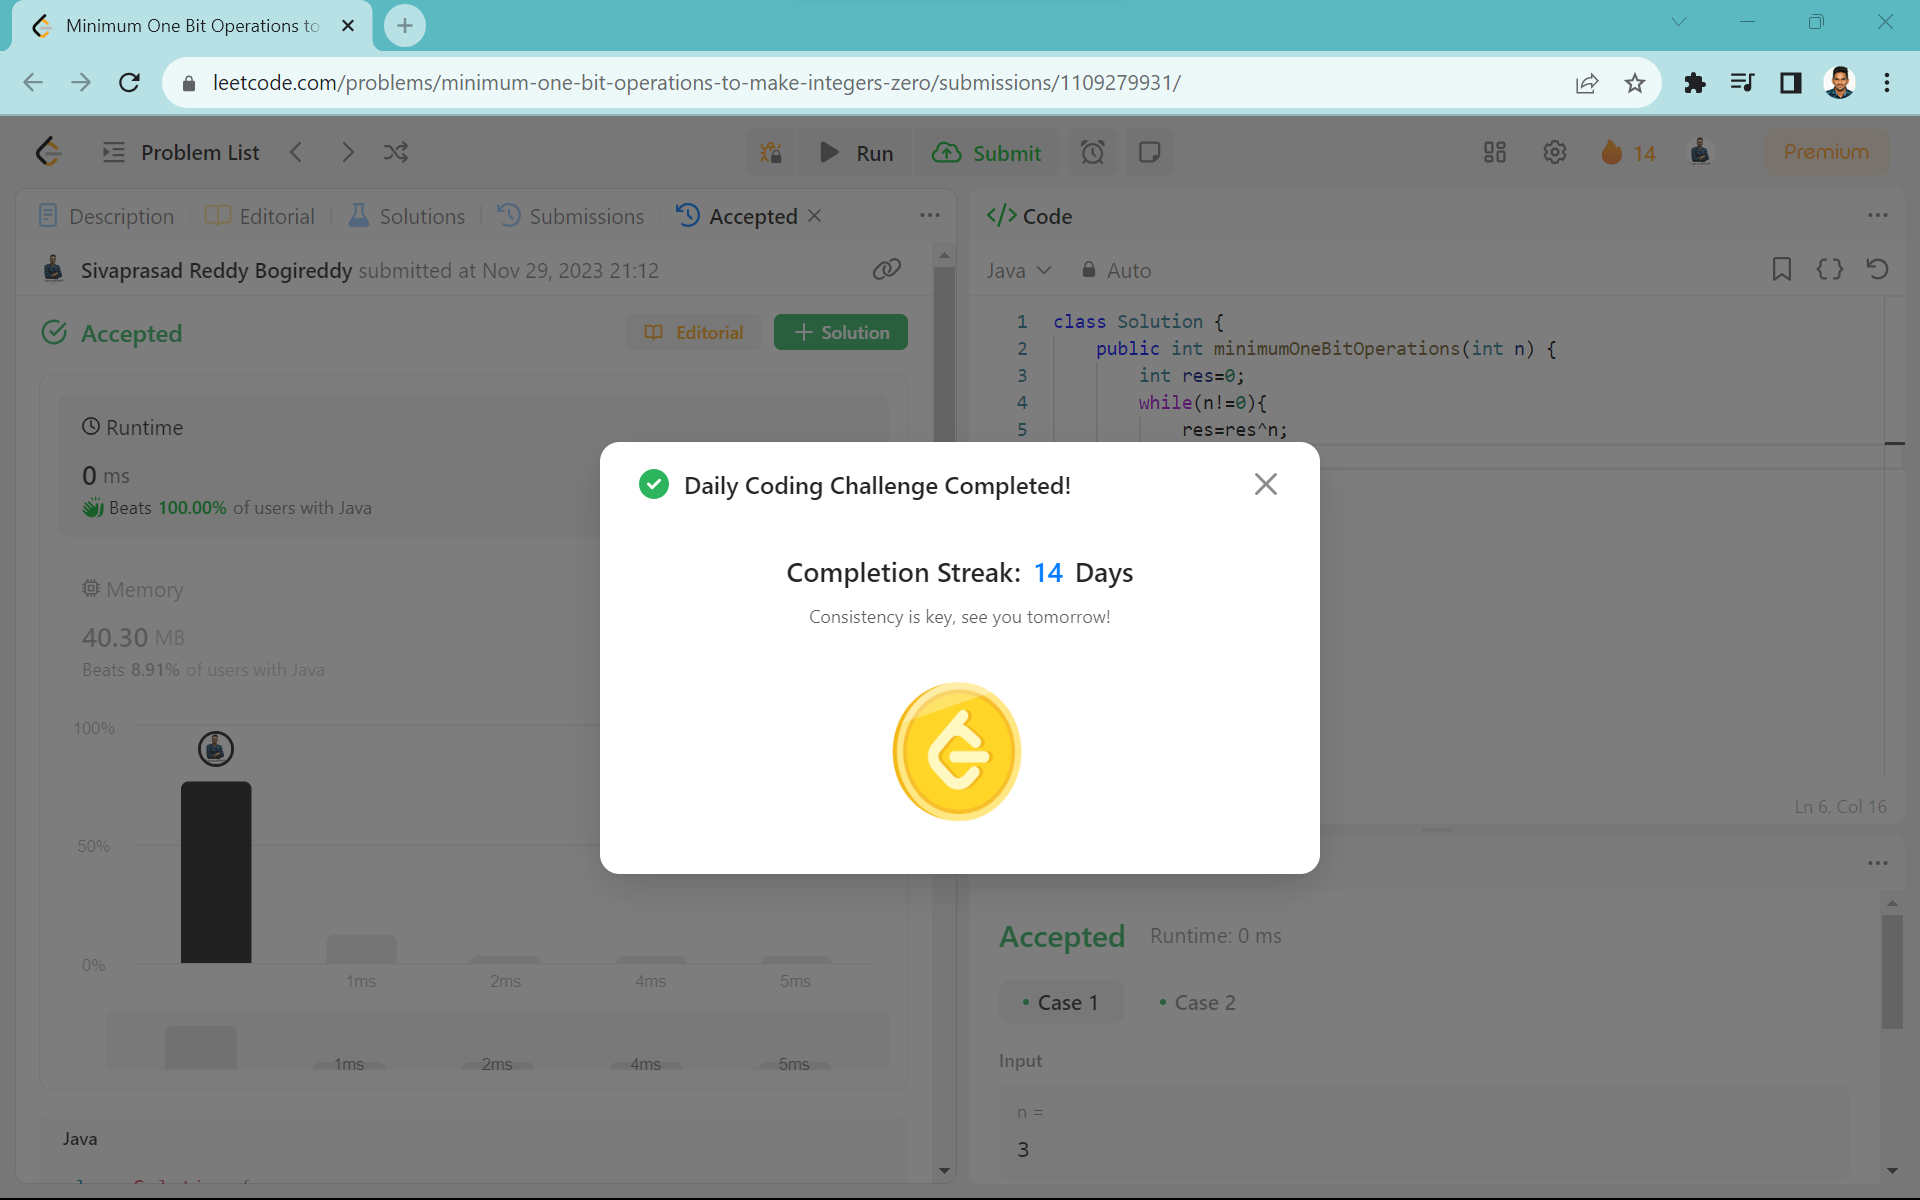 Minimum One Bit Operations to
leetcode.com/problems/minimum-one-bit-operations-to-make-integers-zero/submissions/1109279931/
Problem List
Run
Submit
14
Premium
Description
Editorial
Solutions
Submissions
Accepted
Sivaprasad Reddy Bogireddy submitted at Nov 29, 2023 21:12
Accepted
Editorial
Solution
Runtime
0 ms
Beats 100.00% of users with Java
Memory
40.30 MB
Beats 8.91% of users with Java
100%
50%
0%
1ms 2ms 4ms 5ms
1ms 2ms 4ms 5ms
Java
Daily Coding Challenge Completed!
Completion Streak: 14 Days
Consistency is key, see you tomorrow!
</> Code
Java
Auto
1 class Solution {
2 public int minimumOneBitOperations(int n) {
3 int res=0;
4 while(n!=0){
5 res=res^n;
Ln 6, Col 16
Accepted
Runtime: 0 ms
Case 1
Case 2
Input
n =
3